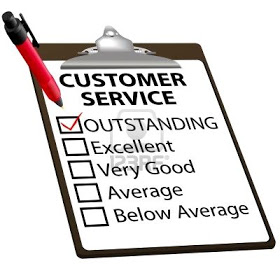 CUSTOMER
SERVICE
OUTSTANDING
Excellent
Very Good
Average
Below Average